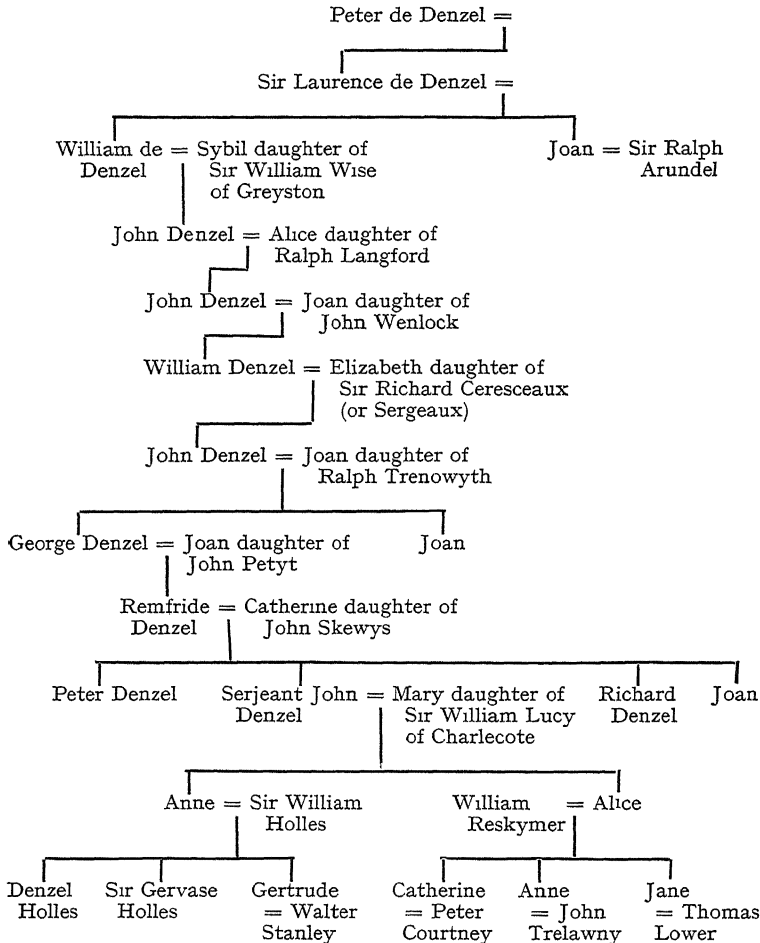 Peter de Denzel =
Sir Laurence de Denzel =
William de = Sybil daughter of Joan = Sir Ralph
Denzel Sir William Wise Arundel
of Greyston
John Denzel = Alice daughter of
Ralph Langford
John Denzel = Joan daughter of
John Wenlock
William Denzel = Elizabeth daughter of
Sir Richard Ceresceaux
(or Sergeaux)
John Denzel = Joan daughter of
Ralph Trenowyth
George Denzel = Joan daughter of Joan
John Petyt
Remfride = Catherine daughter of
Denzel John Skewys
Peter Denzel Serjeant John = Mary daughter of Richard Joan
Denzel Sir William Lucy Denzel
of Charlecote
Anne = Sir William William = Alice
Holles Reskymer
Denzel Sir Gervase Gertrude Catherine Anne Jane
Holles Holles = Walter = Peter = John = Thomas
Stanley Courtney Trelawny Lower